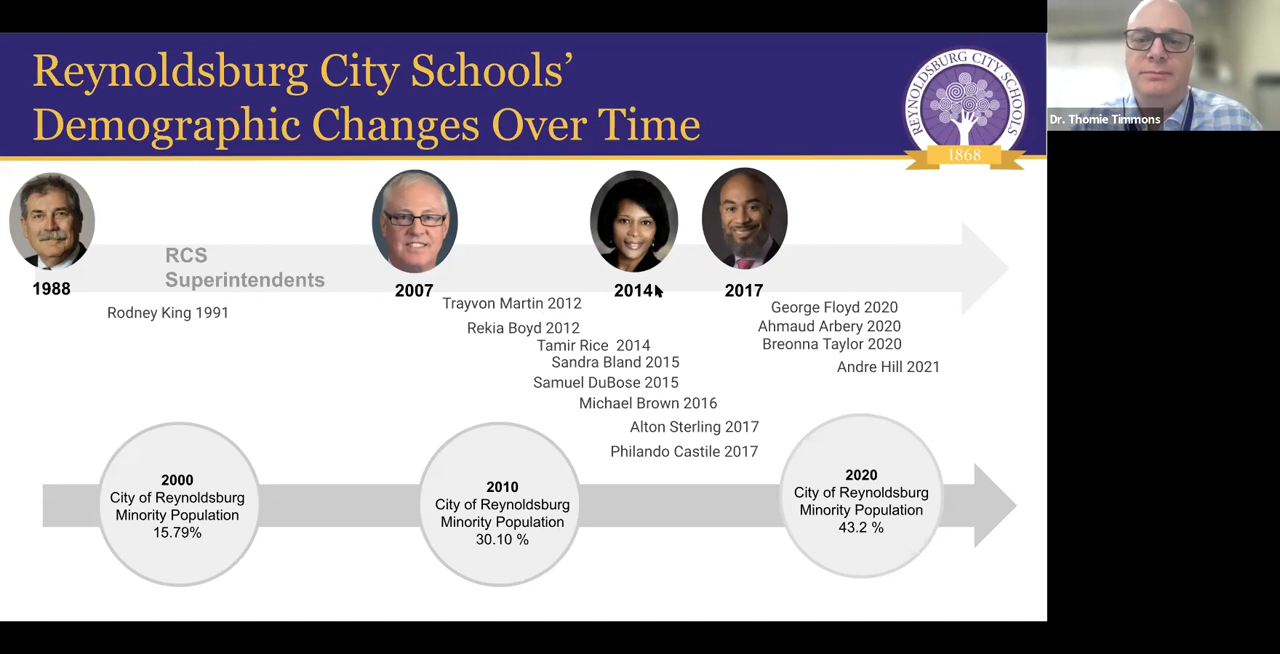 Reynoldsburg City Schools’
Demographic Changes Over Time
REYNOLDSBURG CITY SCHOOLS
1868
Dr. Thomie Timmons
RCS
Superintendents
1988
2007
2014
2017
Rodney King 1991
Trayvon Martin 2012
Rekia Boyd 2012
Tamir Rice 2014
Sandra Bland 2015
Samuel DuBose 2015
Michael Brown 2016
Alton Sterling 2017
Philando Castile 2017
George Floyd 2020
Ahmaud Arbery 2020
Breonna Taylor 2020
Andre Hill 2021
2000
City of Reynoldsburg
Minority Population
15.79%
2010
City of Reynoldsburg
Minority Population
30.10 %
2020
City of Reynoldsburg
Minority Population
43.2 %